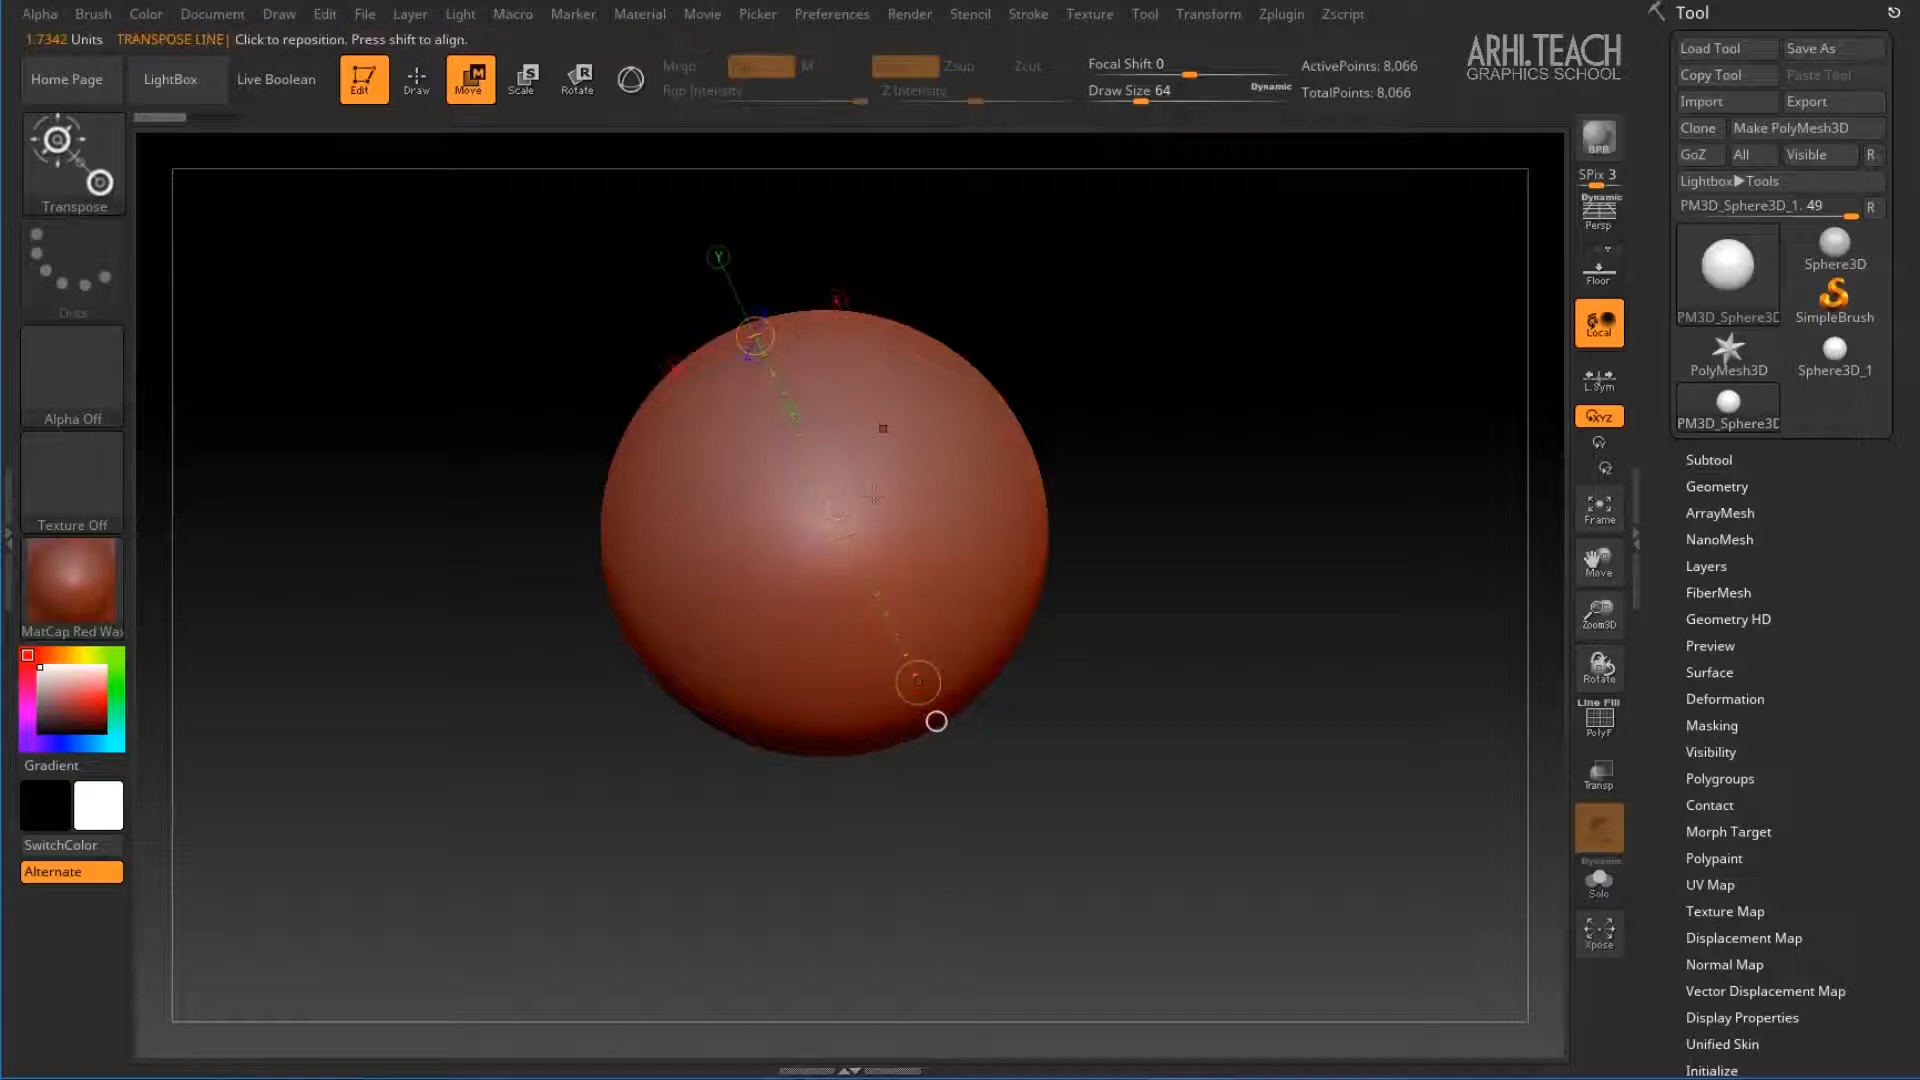 Alpha Brush Color Document Draw Edit File Layer Light Macro Marker Material Movie Picker Preferences Render Stencil Stroke Texture Tool Transform Zplugin Zscript
1.7342 Units TRANSPOSE LINE| Click to reposition. Press shift to align.
Home Page
LightBox
Live Boolean
Edit
Draw
Move
Scale
Rotate
Mrgb
M
Zsub
Zcut
Rgb Intensity
Z Intensity
Focal Shift 0
Draw Size 64
Dynamic
ActivePoints: 8,066
TotalPoints: 8,066
ARHI.TEACH
GRAPHICS SCHOOL
Transpose
Dots
Alpha Off
Texture Off
MatCap Red Wax
Gradient
SwitchColor
Alternate
Y
BPR
SPix 3
Dynamic
Persp
Floor
Local
L.Sym
XYZ
Frame
Move
Zoom3D
Rotate
Line Fill
PolyF
Transp
Dynamic
Solo
Xpose
Tool
Load Tool Save As
Copy Tool Paste Tool
Import Export
Clone Make PolyMesh3D
GoZ All Visible R
Lightbox▶Tools
PM3D_Sphere3D_1. 49 R
PM3D_Sphere3D
Sphere3D
SimpleBrush
PolyMesh3D
Sphere3D_1
PM3D_Sphere3D
Subtool
Geometry
ArrayMesh
NanoMesh
Layers
FiberMesh
Geometry HD
Preview
Surface
Deformation
Masking
Visibility
Polygroups
Contact
Morph Target
Polypaint
UV Map
Texture Map
Displacement Map
Normal Map
Vector Displacement Map
Display Properties
Unified Skin
Initialize